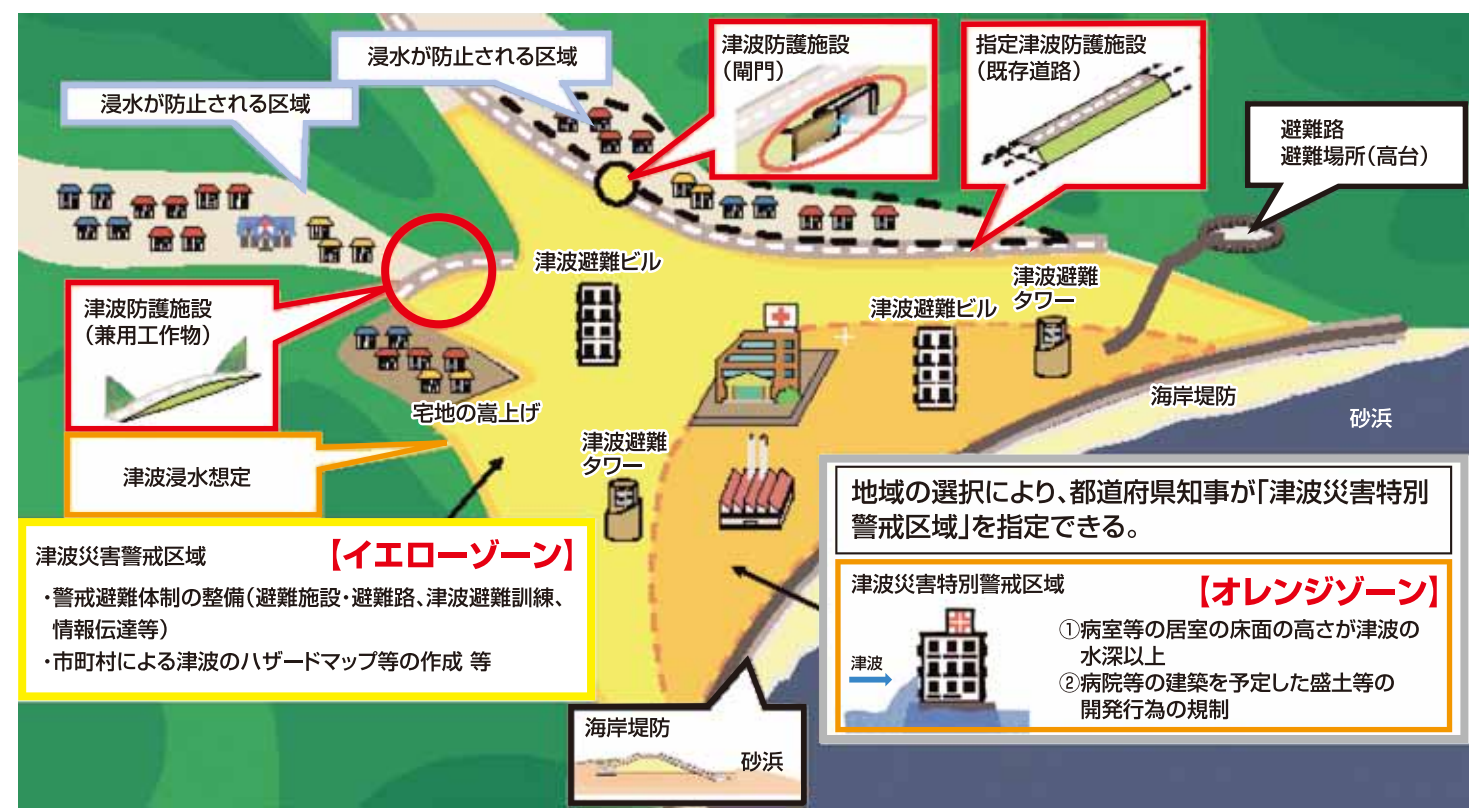 浸水が防止される区域
浸水が防止される区域
津波防護施設
（閘門）
指定津波防護施設
（既存道路）
避難路
避難場所（高台）
津波避難ビル
津波避難
タワー
津波避難ビル
津波防護施設
（兼用工作物）
宅地の嵩上げ
海岸堤防
砂浜
津波浸水想定
津波避難
タワー
地域の選択により、都道府県知事が「津波災害特別
警戒区域」を指定できる。
津波災害警戒区域 【イエローゾーン】
・警戒避難体制の整備（避難施設・避難路、津波避難訓練、
情報伝達等）
・市町村による津波のハザードマップ等の作成 等
津波災害特別警戒区域 【オレンジゾーン】
津波
①病室等の居室の床面の高さが津波の
水深以上
②病院等の建築を予定した盛土等の
開発行為の規制
海岸堤防
砂浜